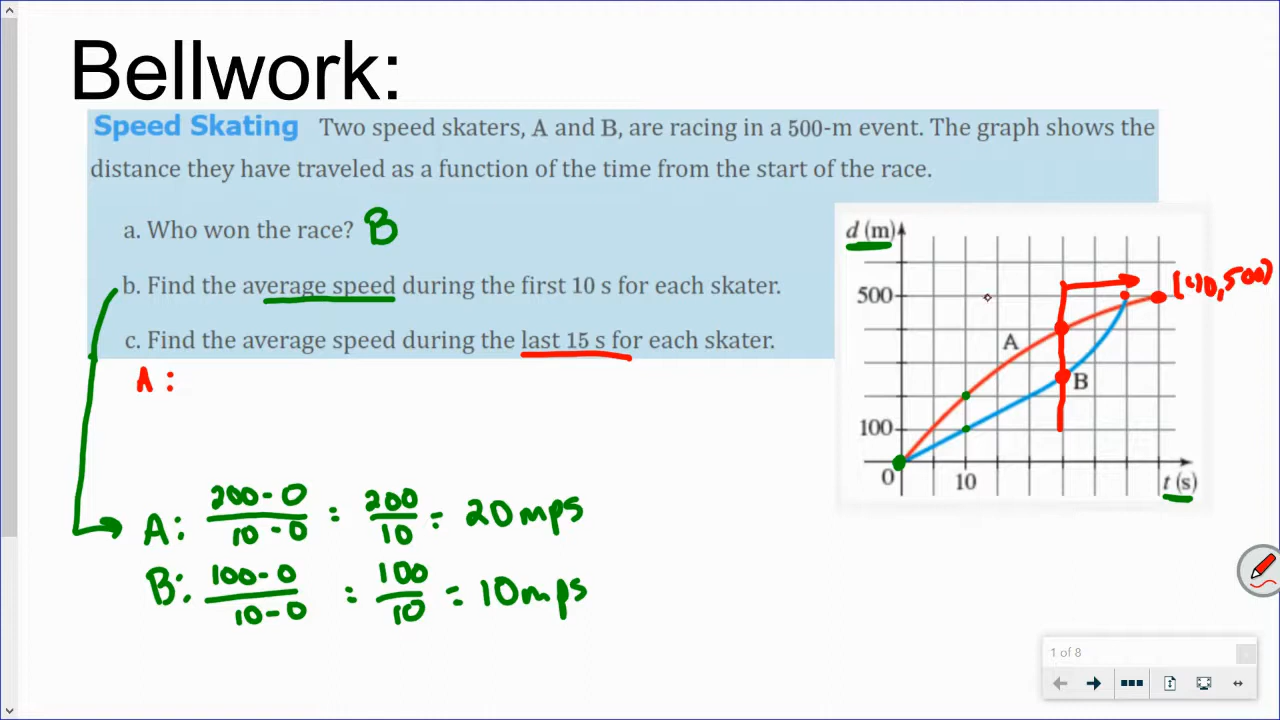 Bellwork:
Speed Skating Two speed skaters, A and B, are racing in a 500-m event. The graph shows the
distance they have traveled as a function of the time from the start of the race.
a. Who won the race? B
b. Find the average speed during the first 10 s for each skater.
c. Find the average speed during the last 15 s for each skater.
A:
d (m)
500
(40,500)
A
B
100
0
10
t (s)
A: 200-0/10-0 = 200/10 = 20mps
B: 100-0/10-0 = 100/10 = 10mps
1 of 8